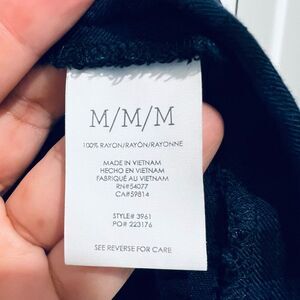 M/M/M
100% RAYON/RAYÓN/RAYONNE
MADE IN VIETNAM
HECHO EN VIETNAM
FABRIQUÉ AU VIETNAM
RN#54077
CA#59814
STYLE# 3961
PO# 223176
SEE REVERSE FOR CARE